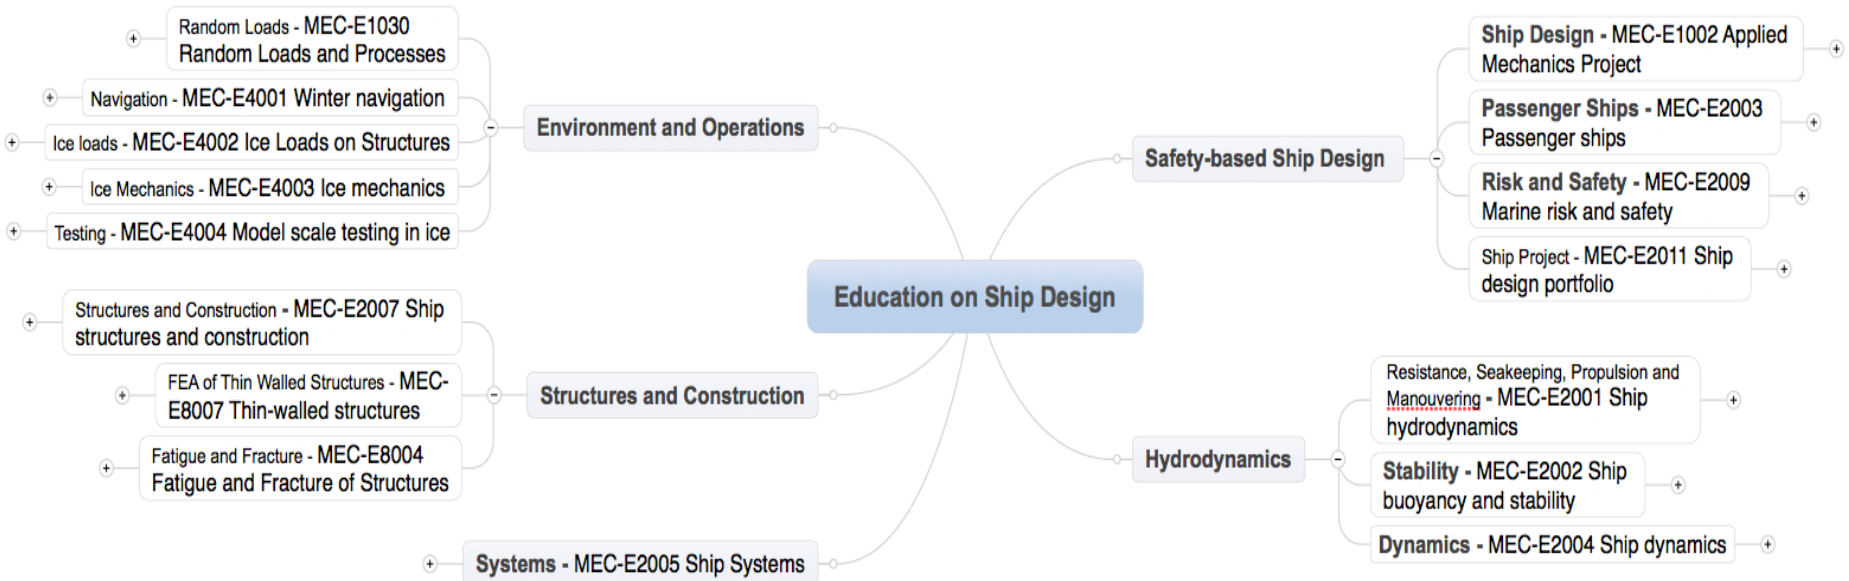 Random Loads - MEC-E1030
Random Loads and Processes
Navigation - MEC-E4001 Winter navigation
Ice loads - MEC-E4002 Ice Loads on Structures
Ice Mechanics - MEC-E4003 Ice mechanics
Testing - MEC-E4004 Model scale testing in ice
Environment and Operations
Structures and Construction - MEC-E2007 Ship
structures and construction
FEA of Thin Walled Structures - MEC-
E8007 Thin-walled structures
Fatigue and Fracture - MEC-E8004
Fatigue and Fracture of Structures
Structures and Construction
Systems - MEC-E2005 Ship Systems
Education on Ship Design
Safety-based Ship Design
Ship Design - MEC-E1002 Applied
Mechanics Project
Passenger Ships - MEC-E2003
Passenger ships
Risk and Safety - MEC-E2009
Marine risk and safety
Ship Project - MEC-E2011 Ship
design portfolio
Hydrodynamics
Resistance, Seakeeping, Propulsion and
Manouvering - MEC-E2001 Ship
hydrodynamics
Stability - MEC-E2002 Ship
buoyancy and stability
Dynamics - MEC-E2004 Ship dynamics